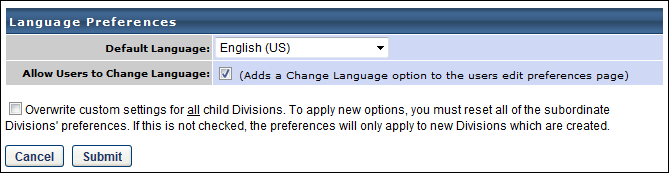 Language Preferences
Default Language: English (US)
Allow Users to Change Language: (Adds a Change Language option to the users edit preferences page)
Overwrite custom settings for all child Divisions. To apply new options, you must reset all of the subordinate
Divisions' preferences. If this is not checked, the preferences will only apply to new Divisions which are created.
Cancel Submit